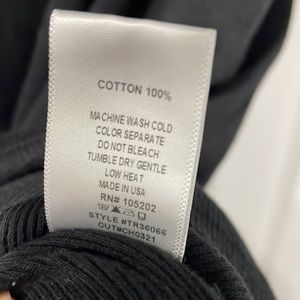 COTTON 100%
MACHINE WASH COLD
COLOR SEPARATE
DO NOT BLEACH
TUMBLE DRY GENTLE
LOW HEAT
MADE IN USA
RN# 105202
STYLE #TR36066
CUT#CH0321